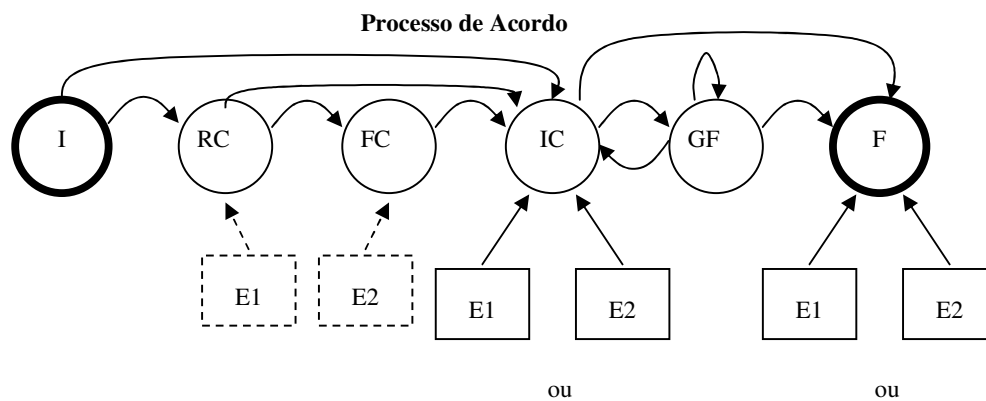 Processo de Acordo
I RC FC IC GF F
E1 E2 E1 E2 E1 E2
ou ou